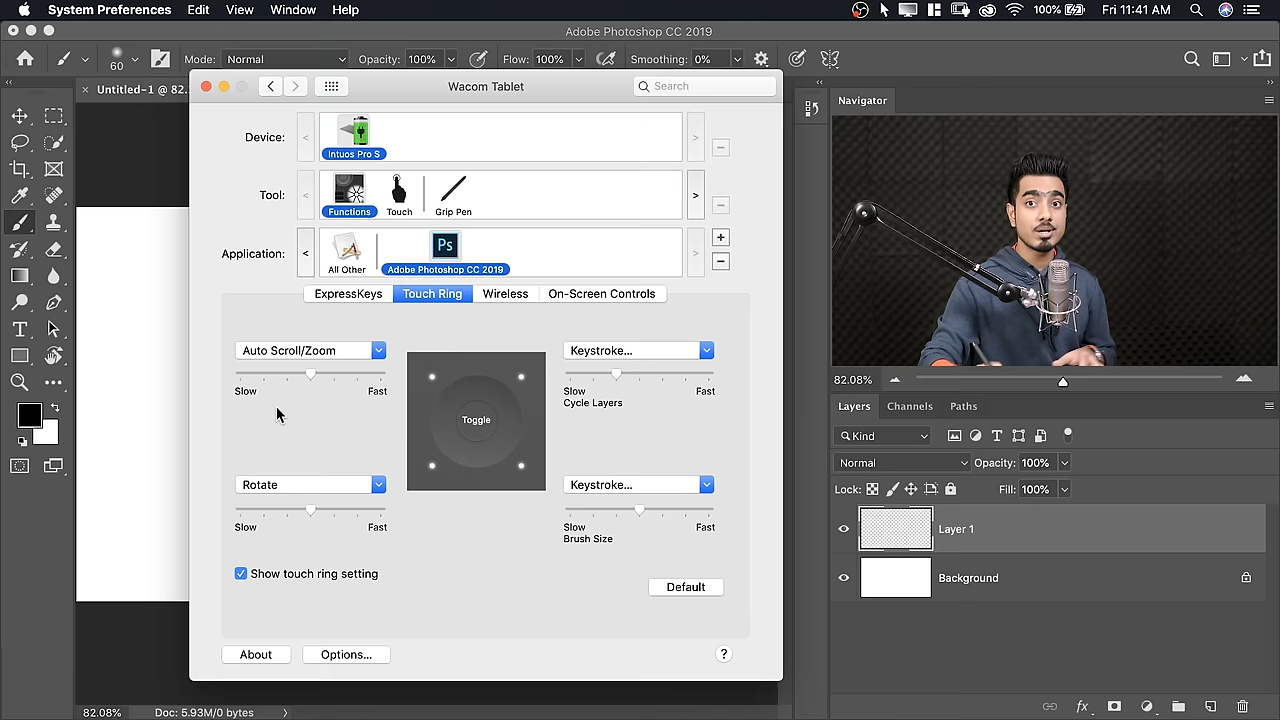 System Preferences Edit View Window Help 100% Fri 11:41 AM
Adobe Photoshop CC 2019
60 Mode: Normal Opacity: 100% Flow: 100% Smoothing: 0%
× Untitled-1 @ 82.
Wacom Tablet
Search
Navigator
Device:
Intuos Pro S
Tool:
Functions Touch Grip Pen
Application:
Ps
All Other Adobe Photoshop CC 2019
ExpressKeys Touch Ring Wireless On-Screen Controls
Auto Scroll/Zoom
Slow Fast
Keystroke...
Slow Fast
Cycle Layers
Toggle
Rotate
Slow Fast
Keystroke...
Slow Fast
Brush Size
Show touch ring setting
Default
About Options... ?
82.08%
Layers Channels Paths
Kind
Normal Opacity: 100%
Lock: Fill: 100%
Layer 1
Background
fx
82.08% Doc: 5.93M/0 bytes